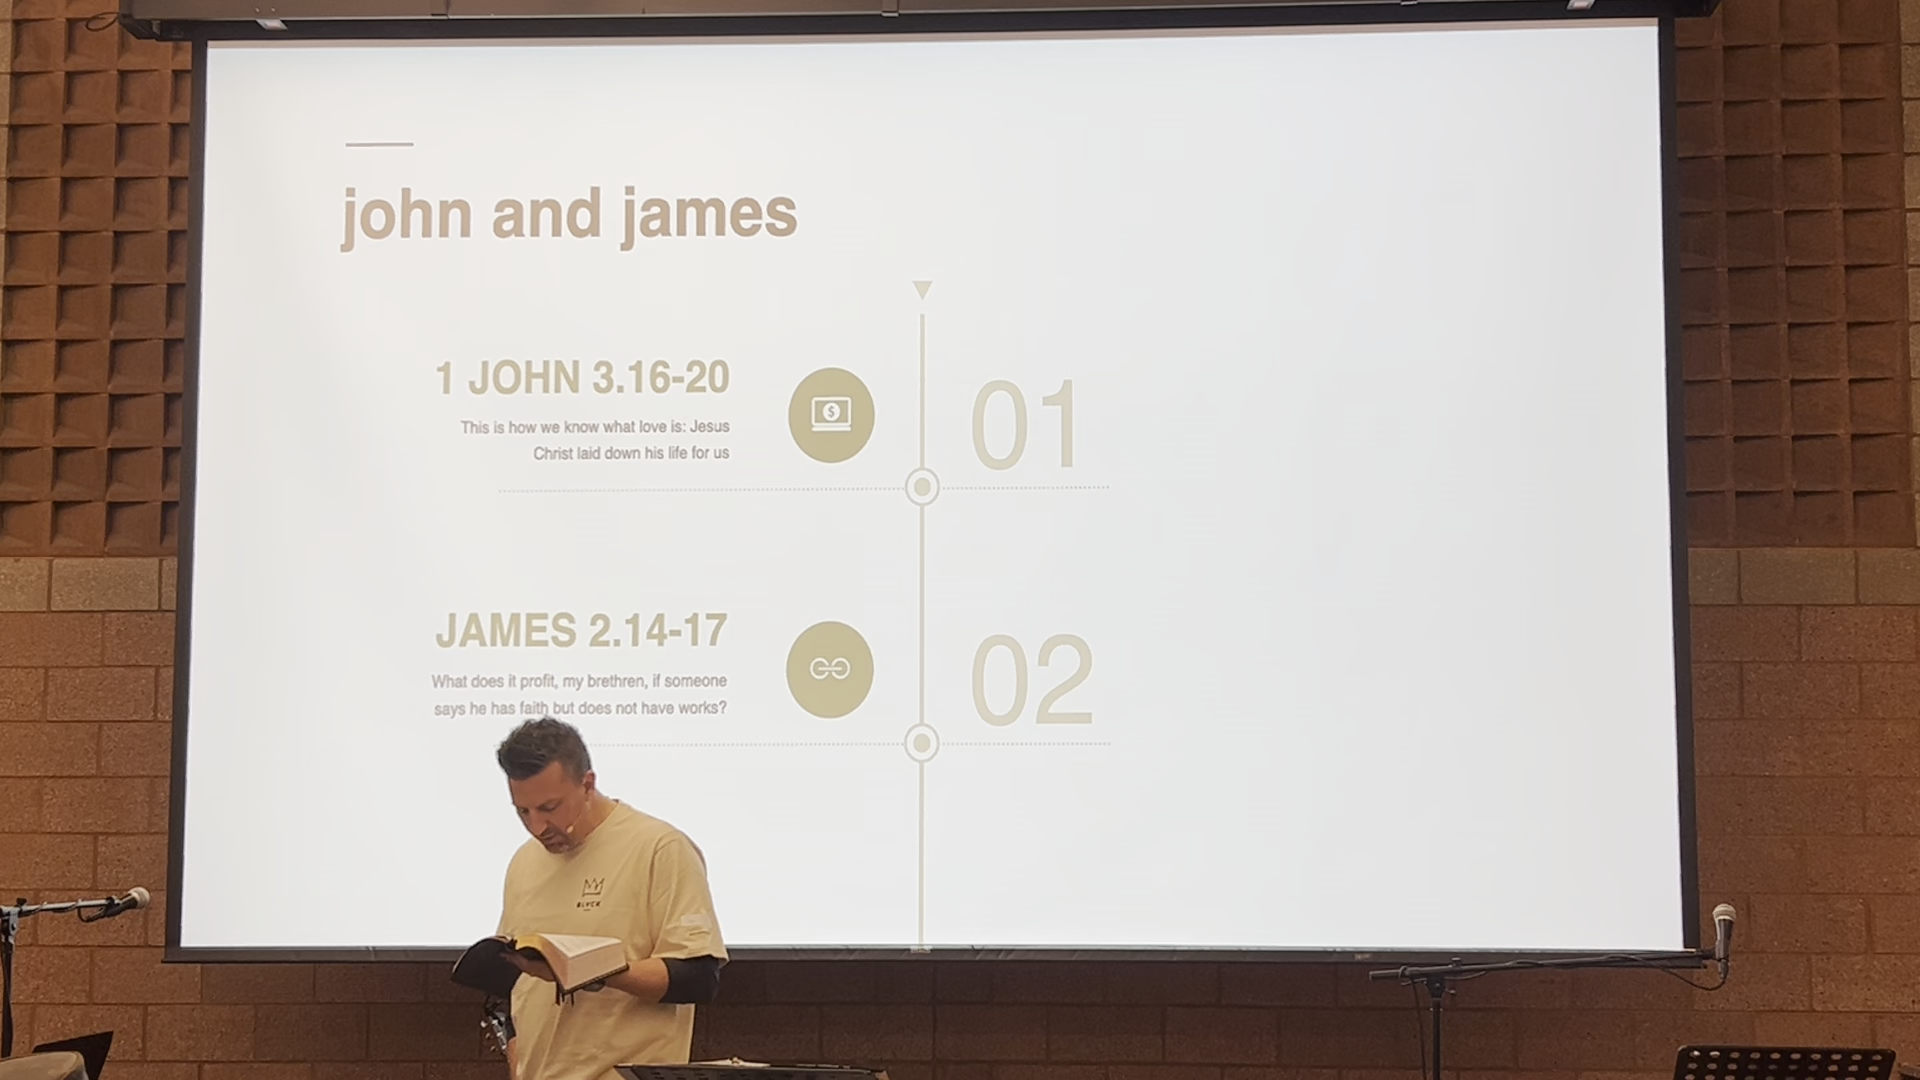 john and james
1 JOHN 3.16-20
This is how we know what love is: Jesus
Christ laid down his life for us
01
JAMES 2.14-17
What does it profit, my brethren, if someone
says he has faith but does not have works?
02
BLVCK